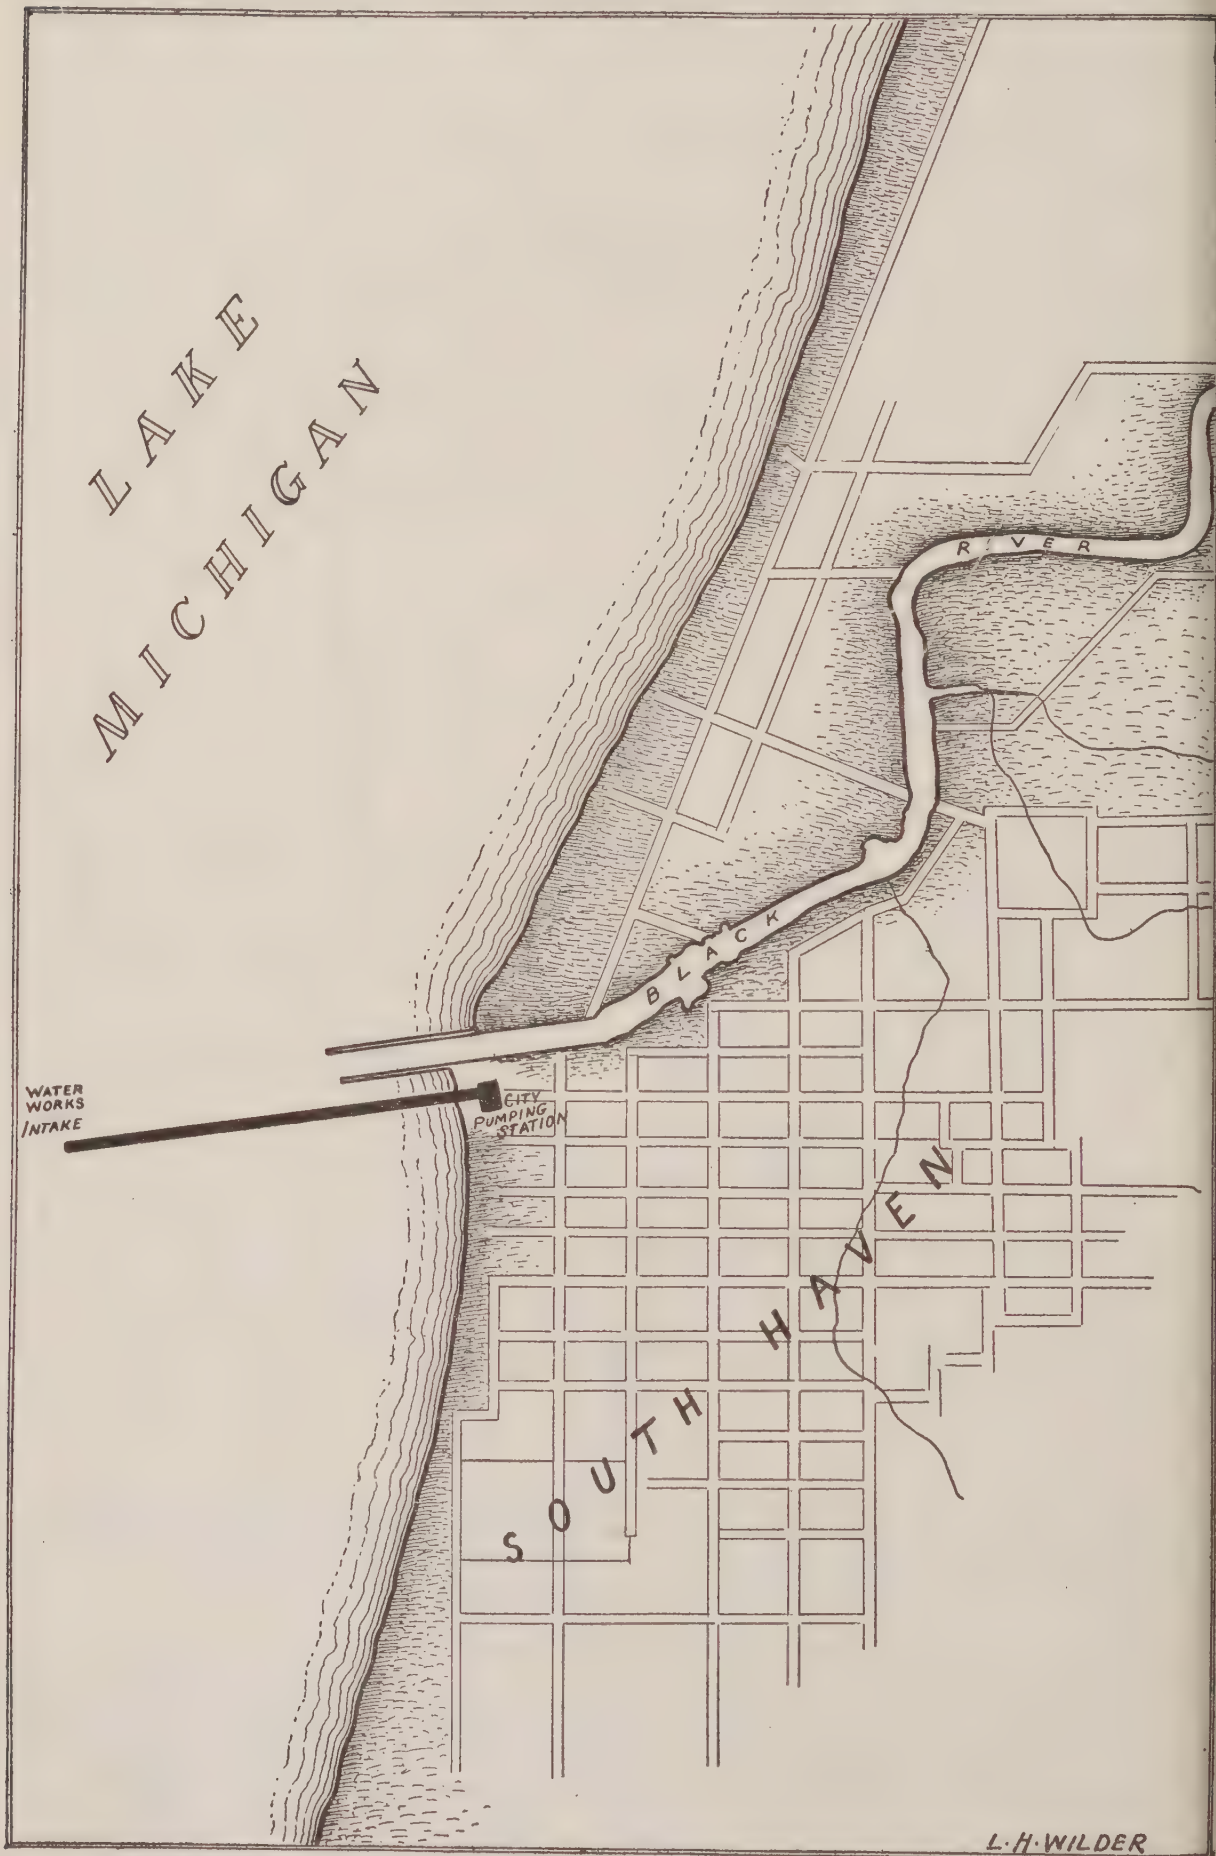 LAKE
MICHIGAN
RIVER
BLACK
WATER
WORKS
INTAKE
CITY
PUMPING
STATION
SOUTH HAVEN
L.H.WILDER